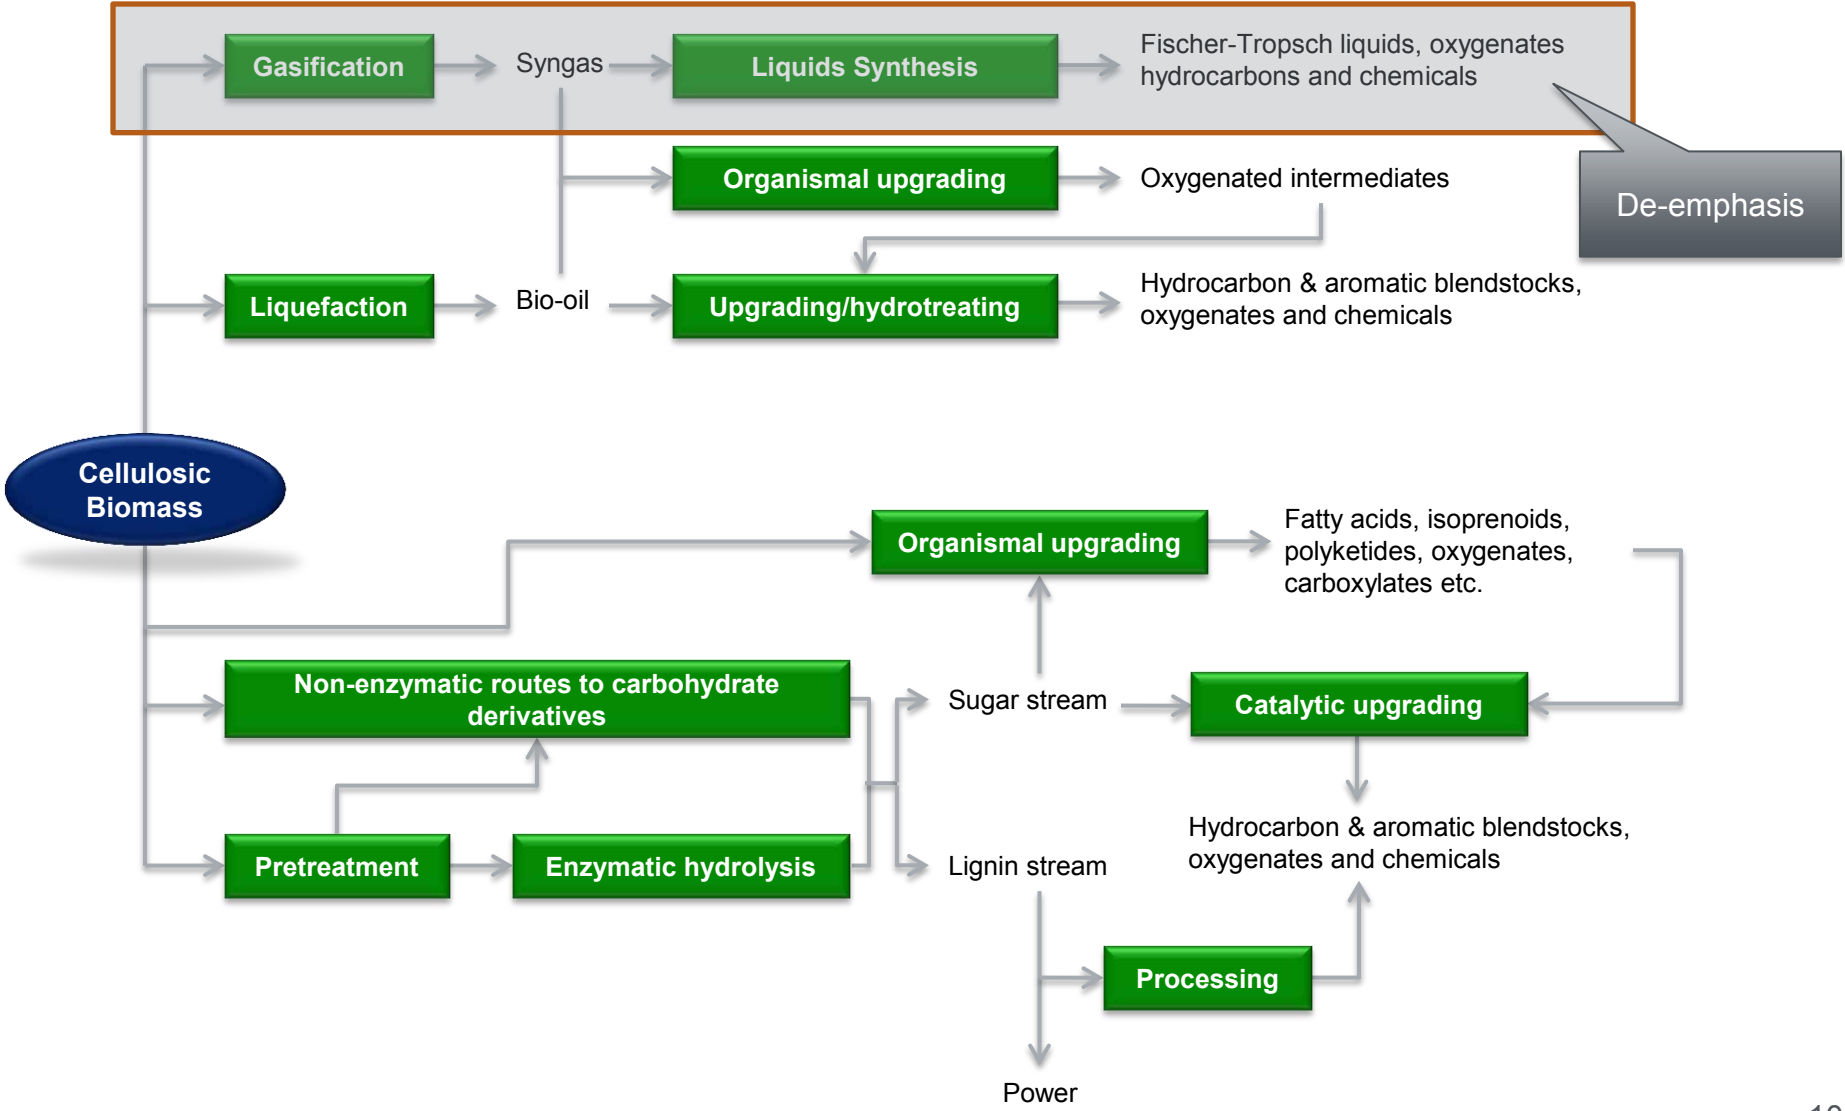 Gasification
Syngas
Liquids Synthesis
Fischer-Tropsch liquids, oxygenates
hydrocarbons and chemicals
De-emphasis
Organismal upgrading
Oxygenated intermediates
Liquefaction
Bio-oil
Upgrading/hydrotreating
Hydrocarbon & aromatic blendstocks,
oxygenates and chemicals
Cellulosic
Biomass
Organismal upgrading
Fatty acids, isoprenoids,
polyketides, oxygenates,
carboxylates etc.
Non-enzymatic routes to carbohydrate
derivatives
Sugar stream
Catalytic upgrading
Pretreatment
Enzymatic hydrolysis
Lignin stream
Hydrocarbon & aromatic blendstocks,
oxygenates and chemicals
Processing
Power